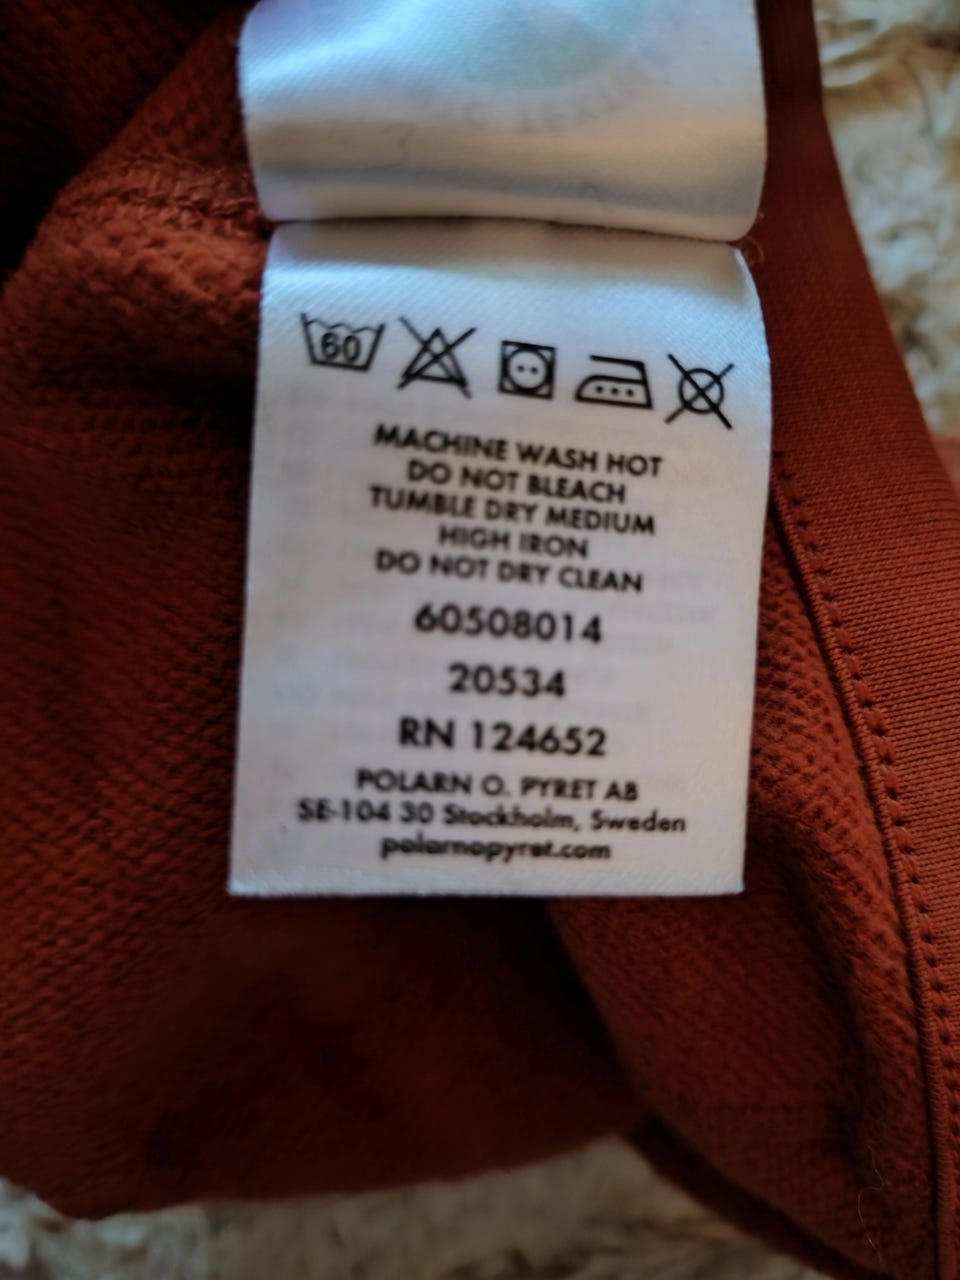 60
MACHINE WASH HOT
DO NOT BLEACH
TUMBLE DRY MEDIUM
HIGH IRON
DO NOT DRY CLEAN
60508014
20534
RN 124652
POLARN O. PYRET AB
SE-104 30 Stockholm, Sweden
polarnopyret.com